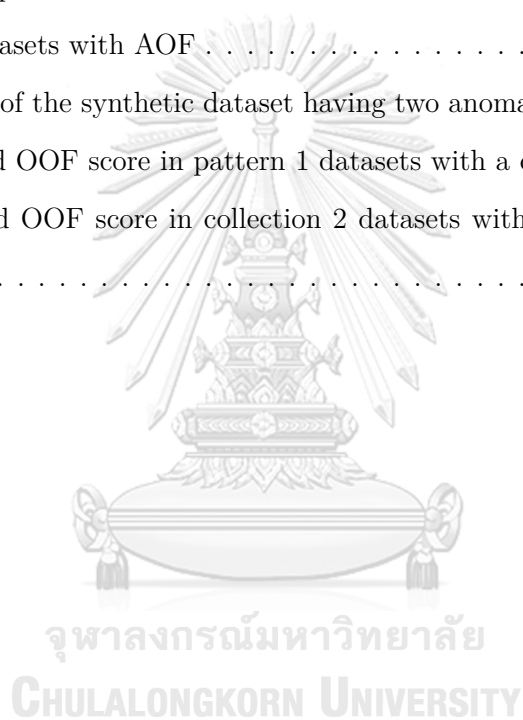 asets with AOF . . . . . . . . . . . . . . . . .
of the synthetic dataset having two anoma
d OOF score in pattern 1 datasets with a
d OOF score in collection 2 datasets with
. . . . . . . . . . . . . . . . . . . . . . .
จุฬาลงกรณ์มหาวิทยาลัย
CHULALONGKORN UNIVERSITY